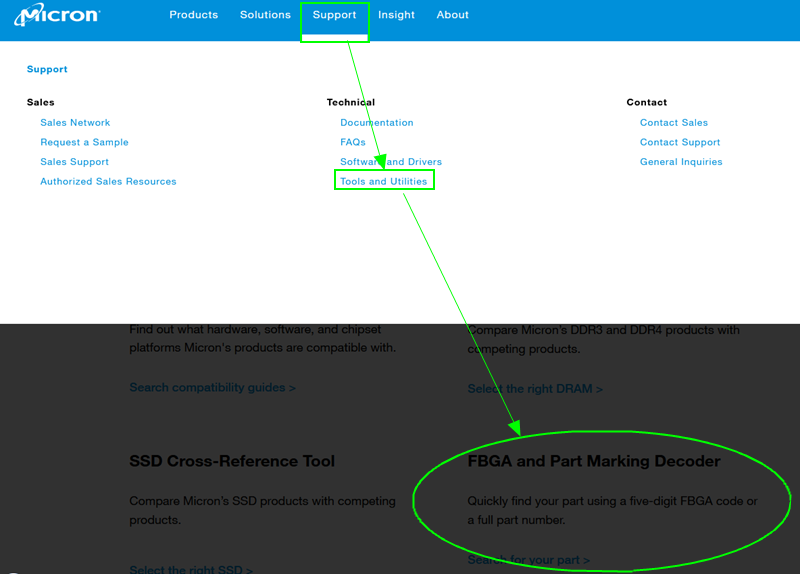 Micron
Products Solutions Support Insight About
Support
Sales
Sales Network
Request a Sample
Sales Support
Authorized Sales Resources
Technical
Documentation
FAQs
Software and Drivers
Tools and Utilities
Contact
Contact Sales
Contact Support
General Inquiries
Find out what hardware, software, and chipset
platforms Micron's products are compatible with.
Search compatibility guides >
Compare Micron's DDR3 and DDR4 products with
competing products.
Select the right DRAM >
SSD Cross-Reference Tool
Compare Micron's SSD products with competing
products.
Select the right SSD >
FBGA and Part Marking Decoder
Quickly find your part using a five-digit FBGA code or
a full part number.
Search for your part >